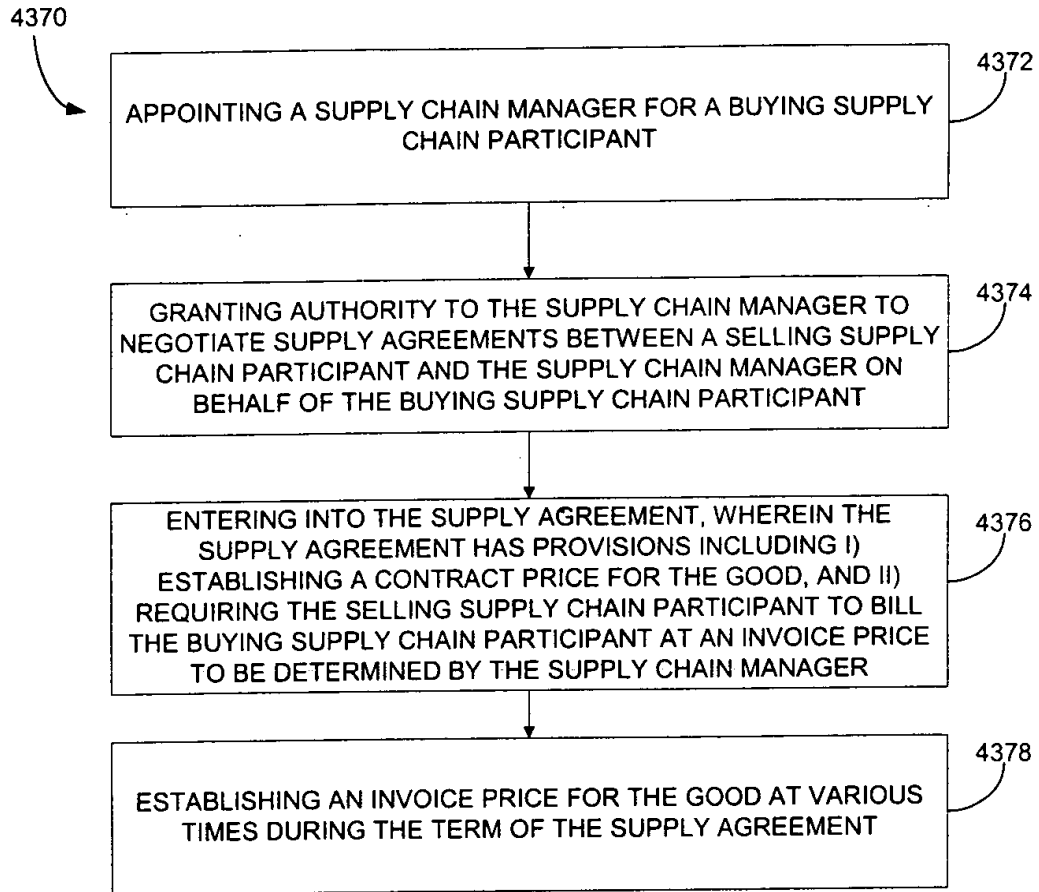 4370
4372
APPOINTING A SUPPLY CHAIN MANAGER FOR A BUYING SUPPLY
CHAIN PARTICIPANT
4374
GRANTING AUTHORITY TO THE SUPPLY CHAIN MANAGER TO
NEGOTIATE SUPPLY AGREEMENTS BETWEEN A SELLING SUPPLY
CHAIN PARTICIPANT AND THE SUPPLY CHAIN MANAGER ON
BEHALF OF THE BUYING SUPPLY CHAIN PARTICIPANT
4376
ENTERING INTO THE SUPPLY AGREEMENT, WHEREIN THE
SUPPLY AGREEMENT HAS PROVISIONS INCLUDING I)
ESTABLISHING A CONTRACT PRICE FOR THE GOOD, AND II)
REQUIRING THE SELLING SUPPLY CHAIN PARTICIPANT TO BILL
THE BUYING SUPPLY CHAIN PARTICIPANT AT AN INVOICE PRICE
TO BE DETERMINED BY THE SUPPLY CHAIN MANAGER
4378
ESTABLISHING AN INVOICE PRICE FOR THE GOOD AT VARIOUS
TIMES DURING THE TERM OF THE SUPPLY AGREEMENT